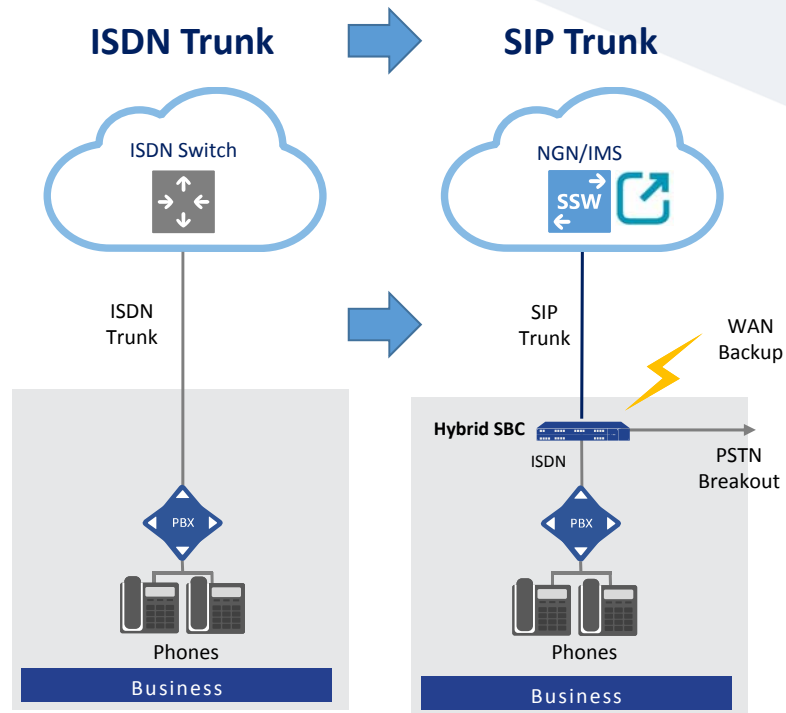 ISDN Trunk
SIP Trunk
ISDN Switch
NGN/IMS
SSW
ISDN
Trunk
SIP
Trunk
WAN
Backup
Hybrid SBC
ISDN
PSTN
Breakout
PBX
PBX
Phones
Phones
Business
Business